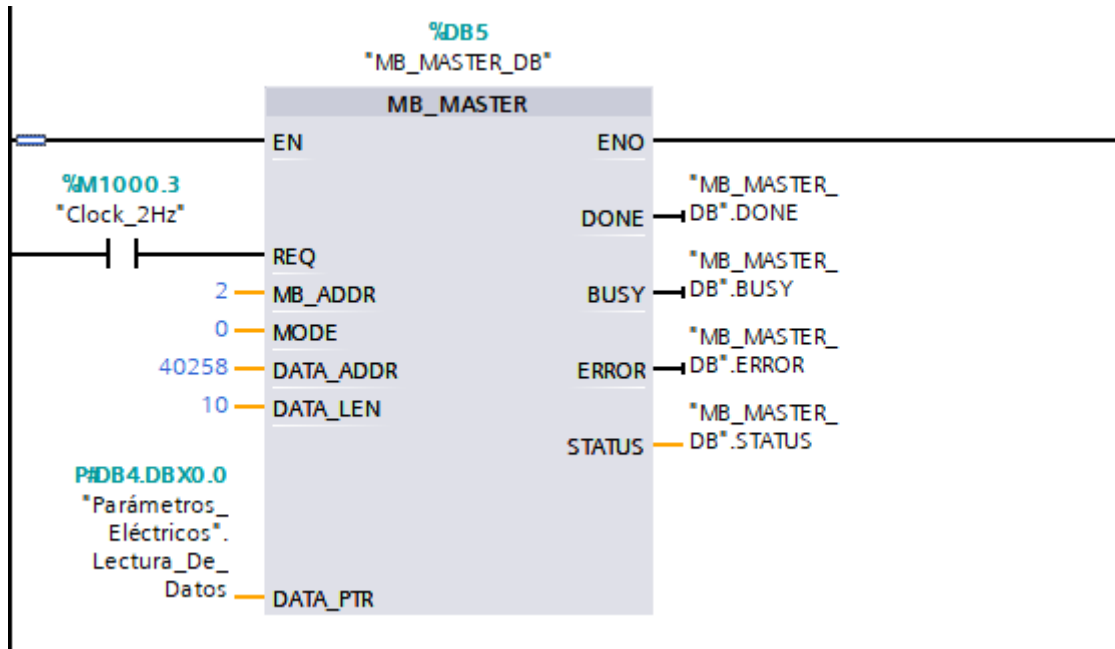 %DB5
"MB_MASTER_DB"
MB_MASTER
EN
ENO
%M1000.3
"Clock_2Hz"
"MB_MASTER_
DB".DONE
DONE
REQ
"MB_MASTER_
DB".BUSY
2
MB_ADDR
BUSY
0
MODE
"MB_MASTER_
DB".ERROR
40258
DATA_ADDR
ERROR
10
DATA_LEN
"MB_MASTER_
DB".STATUS
STATUS
P#DB4.DBX0.0
"Parámetros_
Eléctricos".
Lectura_De_
Datos
DATA_PTR